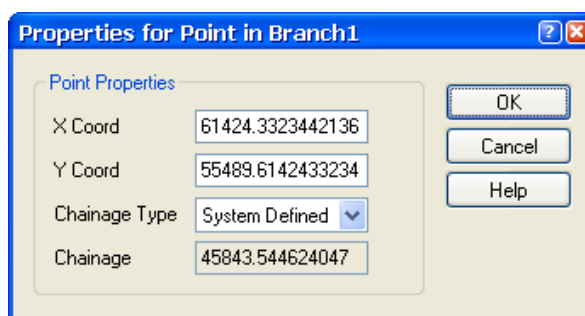 Properties for Point in Branch1
Point Properties
X Coord 61424.3323442136
Y Coord 55489.6142433234
Chainage Type System Defined
Chainage 45843.544624047
OK
Cancel
Help